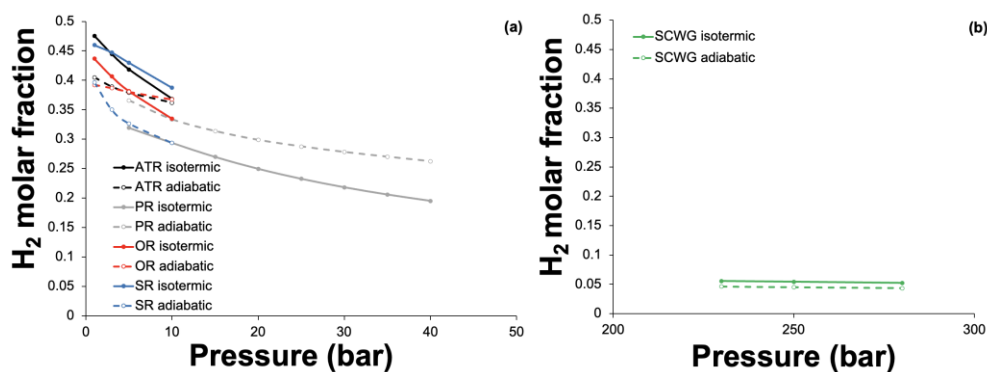 (a)
H2 molar fraction
0.5
0.45
0.4
0.35
0.3
0.25
0.2
0.15
0.1
0.05
0
ATR isotermic
ATR adiabatic
PR isotermic
PR adiabatic
OR isotermic
OR adiabatic
SR isotermic
SR adiabatic
0 10 20 30 40 50
Pressure (bar)
(b)
H2 molar fraction
0.5
0.45
0.4
0.35
0.3
0.25
0.2
0.15
0.1
0.05
0
SCWG isotermic
SCWG adiabatic
200 250 300
Pressure (bar)